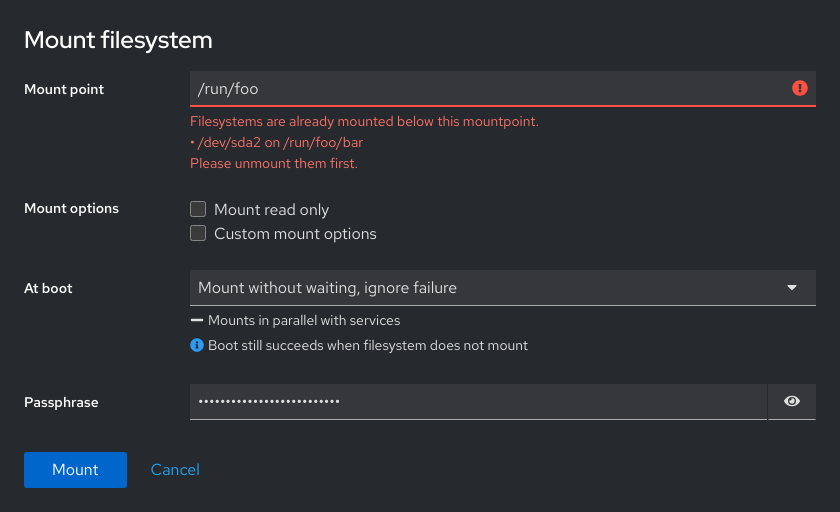 Mount filesystem
Mount point
/run/foo
Filesystems are already mounted below this mountpoint.
• /dev/sda2 on /run/foo/bar
Please unmount them first.
Mount options
Mount read only
Custom mount options
At boot
Mount without waiting, ignore failure
Mounts in parallel with services
Boot still succeeds when filesystem does not mount
Passphrase
••••••••••••••••••••••••••
Mount
Cancel